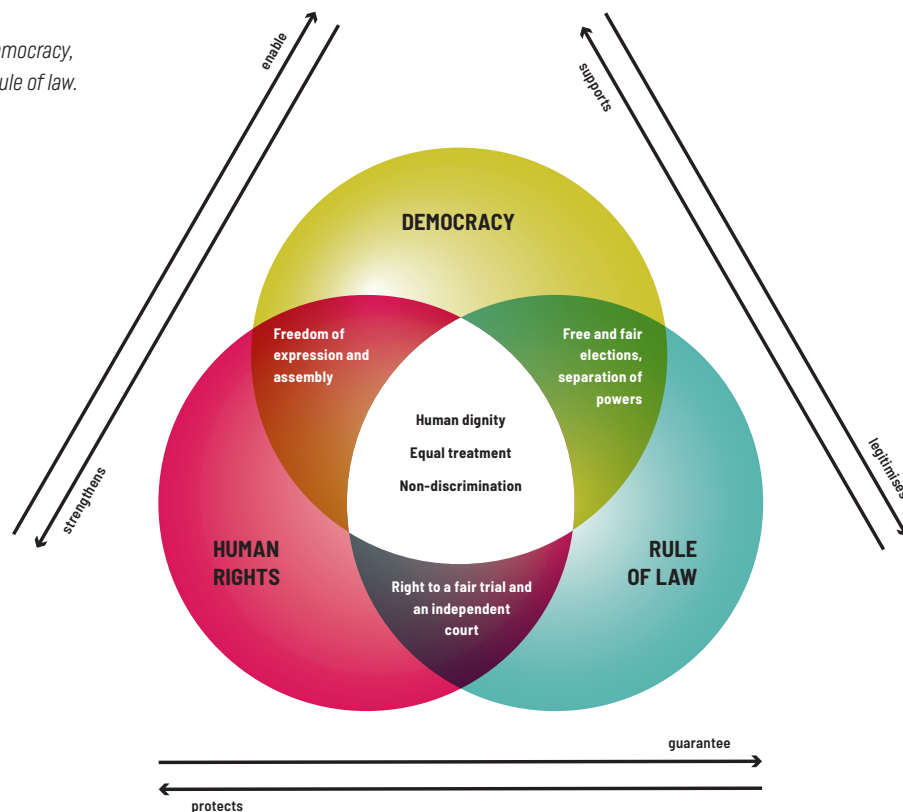 enable
supports
emocracy,
ule of law.
DEMOCRACY
Freedom of
expression and
assembly
Free and fair
elections,
separation of
powers
Human dignity
Equal treatment
Non-discrimination
strengthens
legitimises
HUMAN
RIGHTS
RULE
OF LAW
Right to a fair trial and
an independent
court
guarantee
protects